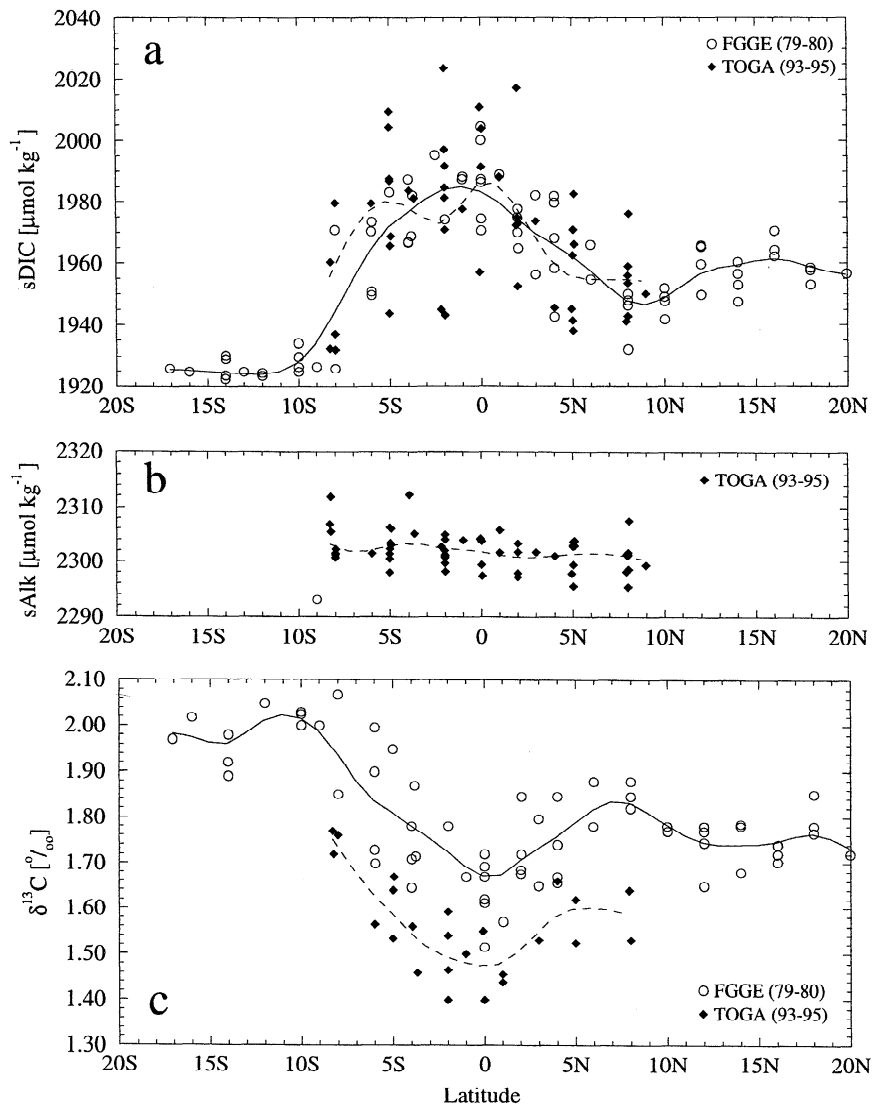 2040
a
○ FGGE (79-80)
◆ TOGA (93-95)
2020
2000
1980
1960
1940
1920
sDIC [μmol kg⁻¹]
20S 15S 10S 5S 0 5N 10N 15N 20N
2320
b
◆ TOGA (93-95)
2310
2300
2290
sAlk [μmol kg⁻¹]
20S 15S 10S 5S 0 5N 10N 15N 20N
2.10
2.00
1.90
1.80
1.70
1.60
1.50
1.40
1.30
δ¹³C [‰]
c
○ FGGE (79-80)
◆ TOGA (93-95)
20S 15S 10S 5S 0 5N 10N 15N 20N
Latitude